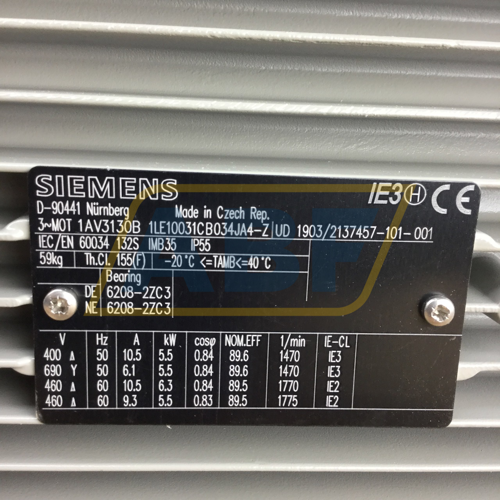 SIEMENS IE3 H CE
D-90441 Nürnberg Made in Czech Rep.
3~MOT 1AV3130B 1LE10031CB034JA4-Z UD 1903/2137457-101-001
IEC/EN 60034 132S IMB35 IP55
59kg Th.Cl. 155(F) -20°C <=TAMB<=40°C
Bearing
DE 6208-2ZC3
NE 6208-2ZC3
V Hz A kW cosφ NOM.EFF 1/min IE-CL
400 Δ 50 10.5 5.5 0.84 89.6 1470 IE3
690 Y 50 6.1 5.5 0.84 89.6 1470 IE3
460 Δ 60 10.5 6.3 0.84 89.5 1770 IE2
460 Δ 60 9.3 5.5 0.83 89.5 1775 IE2
ABF